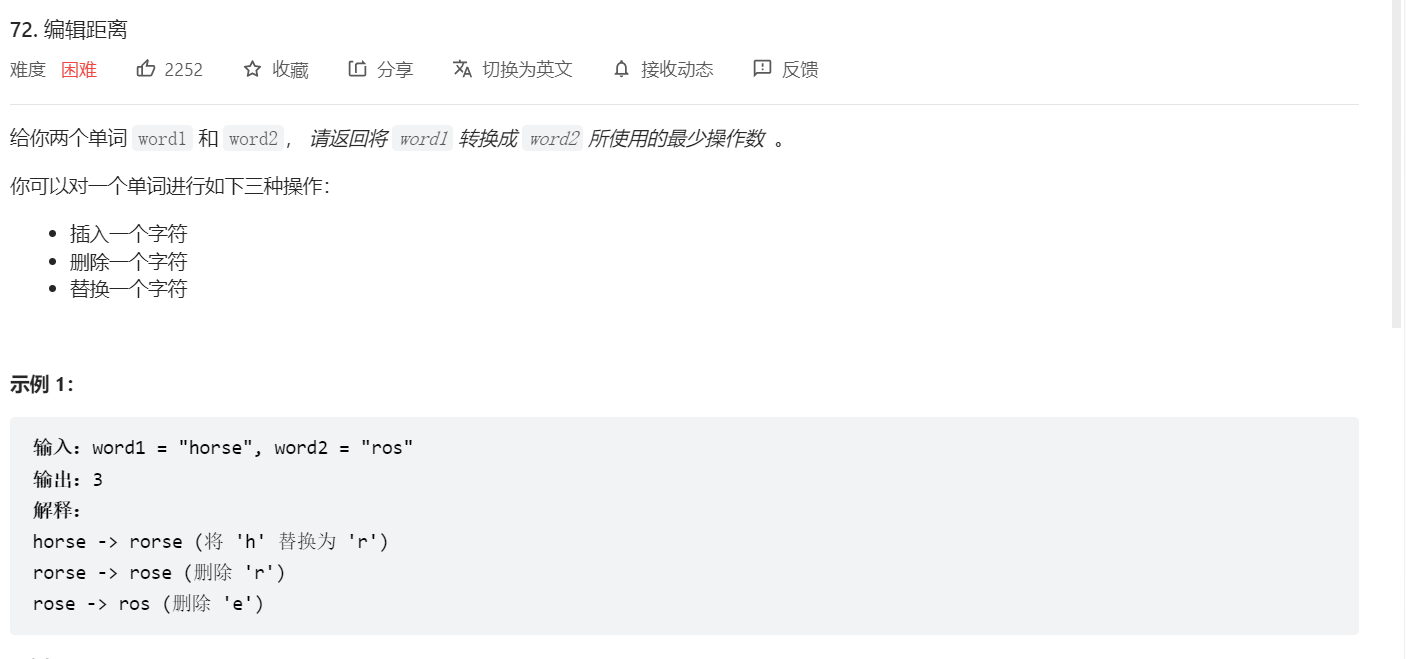 72. 编辑距离
难度 困难 2252 收藏 分享 切换为英文 接收动态 反馈
给你两个单词 word1 和 word2， 请返回将 word1 转换成 word2 所使用的最少操作数 。
你可以对一个单词进行如下三种操作：
• 插入一个字符
• 删除一个字符
• 替换一个字符
示例 1：
输入：word1 = "horse", word2 = "ros"
输出：3
解释：
horse -> rorse (将 'h' 替换为 'r')
rorse -> rose (删除 'r')
rose -> ros (删除 'e')